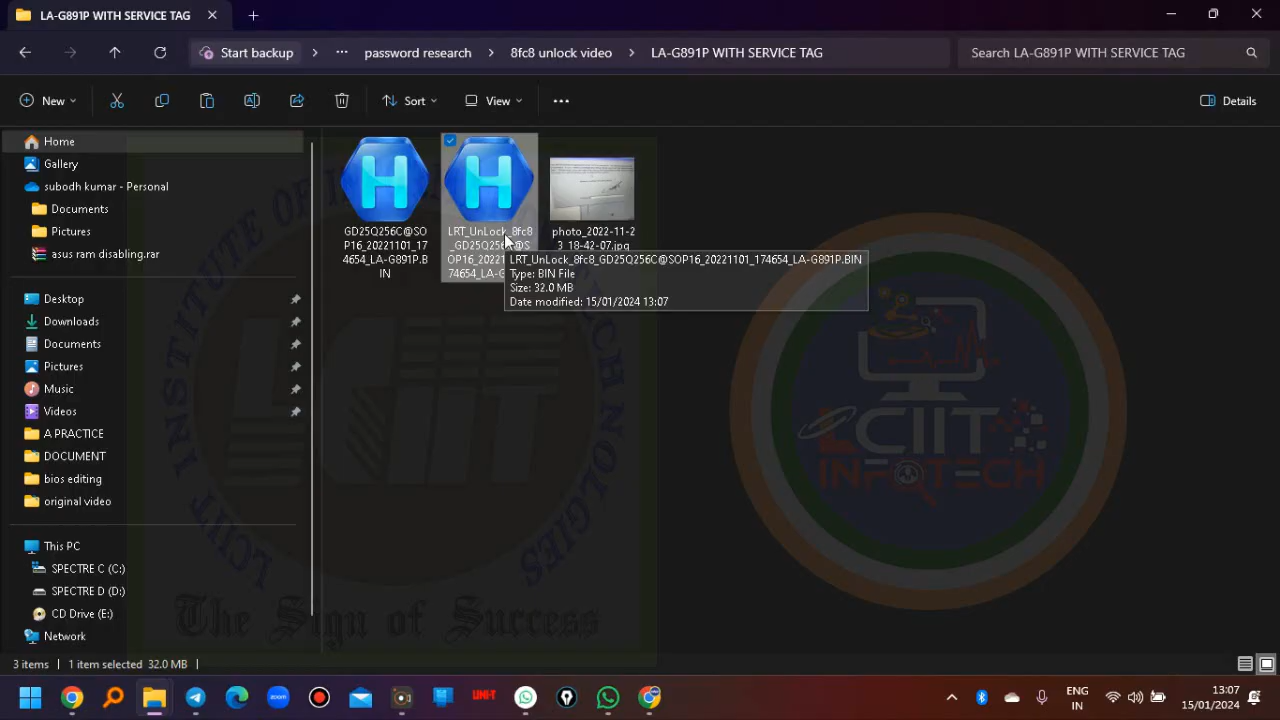 LA-G891P WITH SERVICE TAG
Start backup > ... > password research > 8fc8 unlock video > LA-G891P WITH SERVICE TAG
Search LA-G891P WITH SERVICE TAG
New
Sort
View
Details
Home
Gallery
subodh kumar - Personal
Documents
Pictures
asus ram disabling.rar
Desktop
Downloads
Documents
Pictures
Music
Videos
A PRACTICE
DOCUMENT
bios editing
original video
This PC
SPECTRE C (C:)
SPECTRE D (D:)
CD Drive (E:)
Network
GD25Q256C@SO
P16_20221101_17
4654_LA-G891P.B
IN
LRT_UnLock_8fc8
_GD25Q256C@S
OP16_202211
74654_LA-G
photo_2022-11-2
3_18-42-07.jpg
LRT_UnLock_8fc8_GD25Q256C@SOP16_20221101_174654_LA-G891P.BIN
Type: BIN File
Size: 32.0 MB
Date modified: 15/01/2024 13:07
The Sign of Success
CIIT
INFOTECH
3 items
1 item selected 32.0 MB
zoom
UNIT
ENG
IN
13:07
15/01/2024